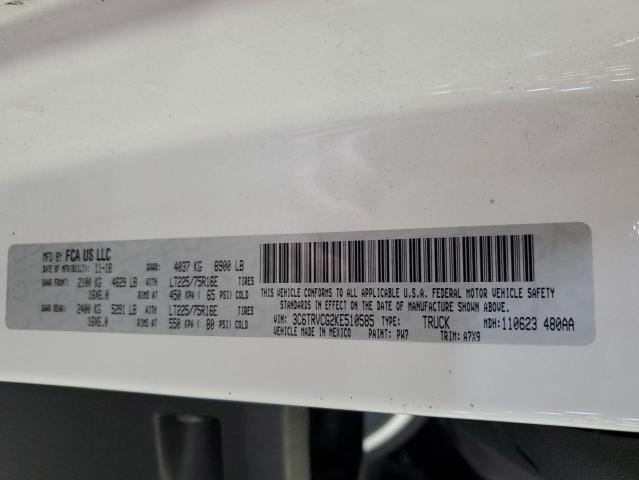 MFD BY FCA US LLC
DATE OF MFR(BUILT): 11-18 GVWR: 4037 KG 8900 LB
GAWR FRONT: 2100 KG 4629 LB WITH LT225/75R16E TIRES
16X6.0 RIMS AT 450 KPA ( 65 PSI) COLD
GAWR REAR: 2400 KG 5291 LB WITH LT225/75R16E TIRES
16X6.0 RIMS AT 550 KPA ( 80 PSI) COLD
THIS VEHICLE CONFORMS TO ALL APPLICABLE U.S.A. FEDERAL MOTOR VEHICLE SAFETY
STANDARDS IN EFFECT ON THE DATE OF MANUFACTURE SHOWN ABOVE.
VIN: 3C6TRVCG2KE510585 TYPE: TRUCK MDH: 110623 480AA
VEHICLE MADE IN MEXICO PAINT: PW7 TRIM: A7X9